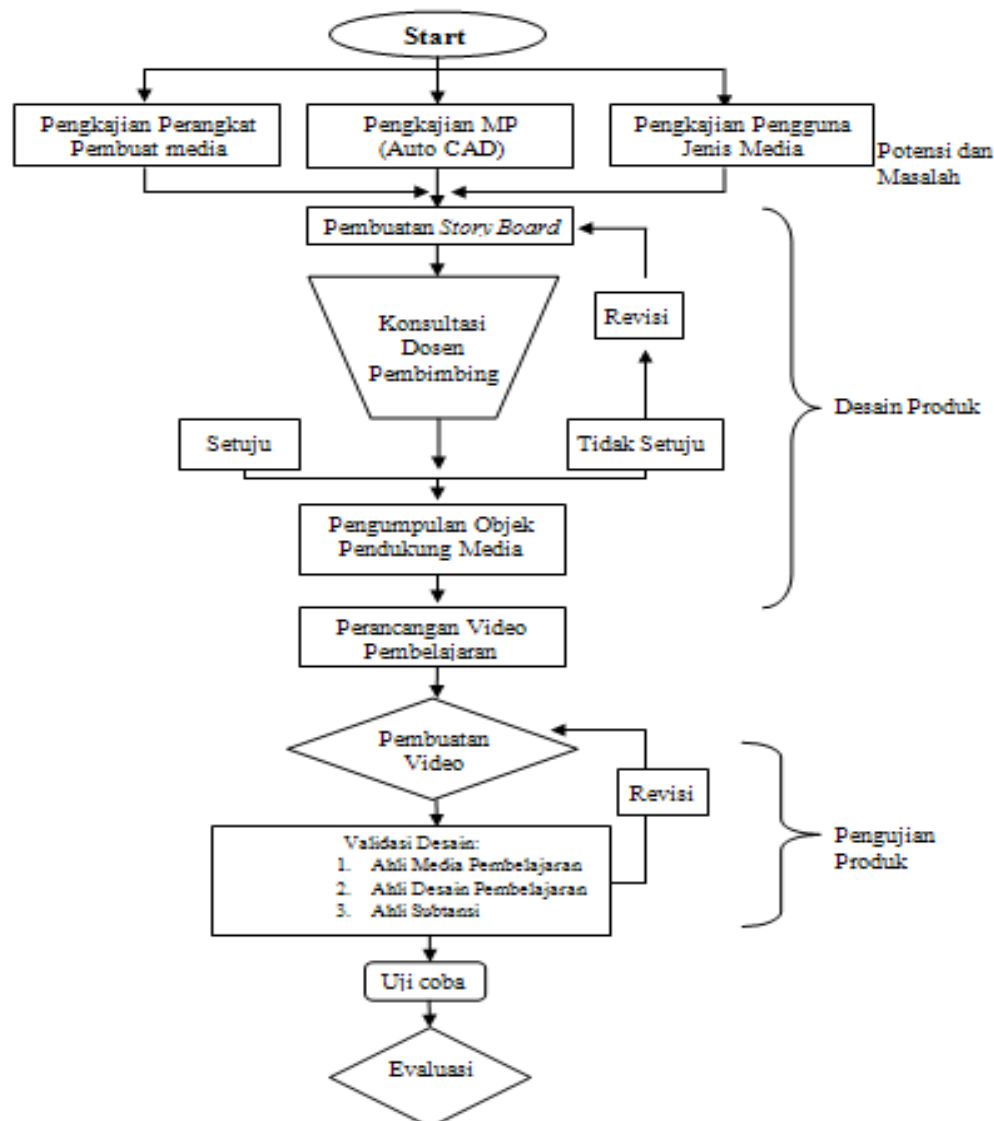 Start
Pengkajian Perangkat
Pembuat media
Pengkajian MP
(Auto CAD)
Pengkajian Pengguna
Jenis Media
Potensi dan
Masalah
Pembuatan Story Board
Konsultasi
Dosen
Pembimbing
Revisi
Desain Produk
Setuju
Tidak Setuju
Pengumpulan Objek
Pendukung Media
Perancangan Video
Pembelajaran
Pembuatan
Video
Revisi
Validasi Desain:
1. Ahli Media Pembelajaran
2. Ahli Desain Pembelajaran
3. Ahli Subtansi
Pengujian
Produk
Uji coba
Evaluasi